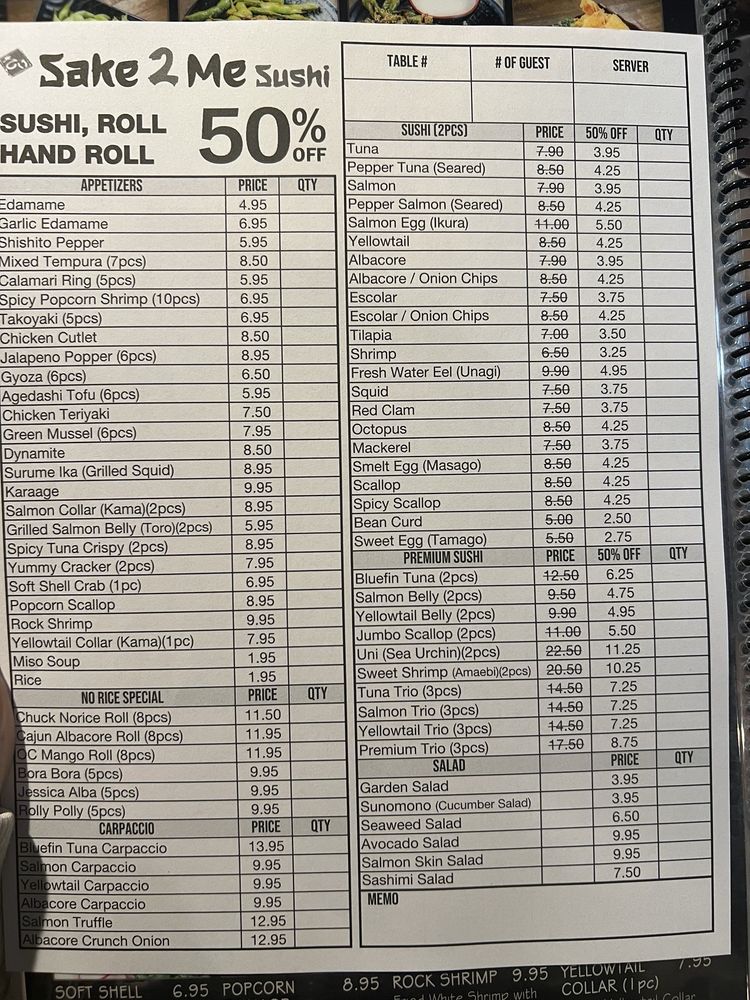 Sake 2 Me Sushi
SUSHI, ROLL
HAND ROLL
50% OFF
APPETIZERS PRICE QTY
Edamame 4.95
Garlic Edamame 6.95
Shishito Pepper 5.95
Mixed Tempura (7pcs) 8.50
Calamari Ring (5pcs) 5.95
Spicy Popcorn Shrimp (10pcs) 6.95
Takoyaki (5pcs) 6.95
Chicken Cutlet 8.50
Jalapeno Popper (6pcs) 8.95
Gyoza (6pcs) 6.50
Agedashi Tofu (6pcs) 5.95
Chicken Teriyaki 7.50
Green Mussel (6pcs) 7.95
Dynamite 8.50
Surume Ika (Grilled Squid) 8.95
Karaage 9.95
Salmon Collar (Kama)(2pcs) 8.95
Grilled Salmon Belly (Toro)(2pcs) 5.95
Spicy Tuna Crispy (2pcs) 8.95
Yummy Cracker (2pcs) 7.95
Soft Shell Crab (1pc) 6.95
Popcorn Scallop 8.95
Rock Shrimp 9.95
Yellowtail Collar (Kama)(1pc) 7.95
Miso Soup 1.95
Rice 1.95
NO RICE SPECIAL PRICE QTY
Chuck Norice Roll (8pcs) 11.50
Cajun Albacore Roll (8pcs) 11.95
OC Mango Roll (8pcs) 11.95
Bora Bora (5pcs) 9.95
Jessica Alba (5pcs) 9.95
Rolly Polly (5pcs) 9.95
CARPACCIO PRICE QTY
Bluefin Tuna Carpaccio 13.95
Salmon Carpaccio 9.95
Yellowtail Carpaccio 9.95
Albacore Carpaccio 9.95
Salmon Truffle 12.95
Albacore Crunch Onion 12.95
TABLE # # OF GUEST SERVER
SUSHI (2PCS) PRICE 50% OFF QTY
Tuna 7.90 3.95
Pepper Tuna (Seared) 8.50 4.25
Salmon 7.90 3.95
Pepper Salmon (Seared) 8.50 4.25
Salmon Egg (Ikura) 11.00 5.50
Yellowtail 8.50 4.25
Albacore 7.90 3.95
Albacore / Onion Chips 8.50 4.25
Escolar 7.50 3.75
Escolar / Onion Chips 8.50 4.25
Tilapia 7.00 3.50
Shrimp 6.50 3.25
Fresh Water Eel (Unagi) 9.90 4.95
Squid 7.50 3.75
Red Clam 7.50 3.75
Octopus 8.50 4.25
Mackerel 7.50 3.75
Smelt Egg (Masago) 8.50 4.25
Scallop 8.50 4.25
Spicy Scallop 8.50 4.25
Bean Curd 5.00 2.50
Sweet Egg (Tamago) 5.50 2.75
PREMIUM SUSHI PRICE 50% OFF QTY
Bluefin Tuna (2pcs) 12.50 6.25
Salmon Belly (2pcs) 9.50 4.75
Yellowtail Belly (2pcs) 9.90 4.95
Jumbo Scallop (2pcs) 11.00 5.50
Uni (Sea Urchin)(2pcs) 22.50 11.25
Sweet Shrimp (Amaebi)(2pcs) 20.50 10.25
Tuna Trio (3pcs) 14.50 7.25
Salmon Trio (3pcs) 14.50 7.25
Yellowtail Trio (3pcs) 14.50 7.25
Premium Trio (3pcs) 17.50 8.75
SALAD PRICE QTY
Garden Salad 3.95
Sunomono (Cucumber Salad) 3.95
Seaweed Salad 6.50
Avocado Salad 9.95
Salmon Skin Salad 9.95
Sashimi Salad 7.50
MEMO
SOFT SHELL 6.95 POPCORN 8.95 ROCK SHRIMP 9.95 YELLOWTAIL 7.95
COLLAR (1pc)
Fried White Shrimp with
Collar